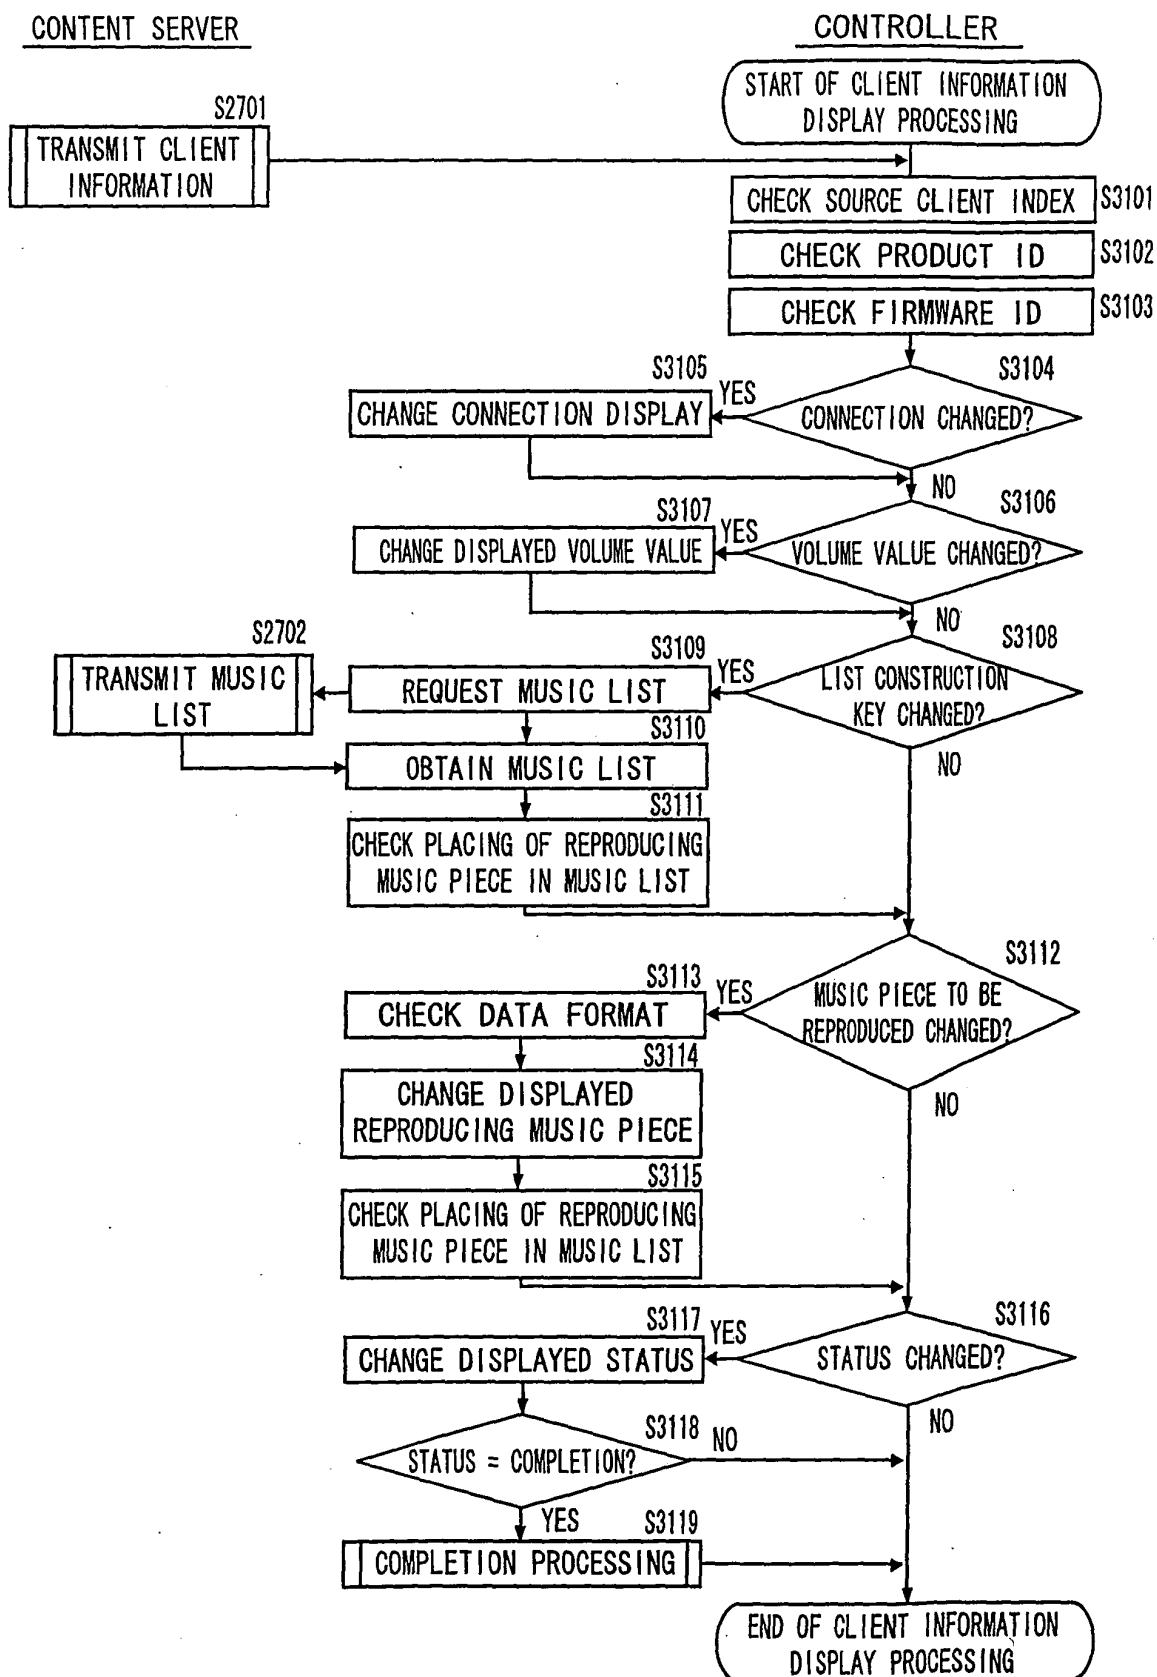 CONTENT SERVER
CONTROLLER
START OF CLIENT INFORMATION
DISPLAY PROCESSING
S2701
TRANSMIT CLIENT
INFORMATION
CHECK SOURCE CLIENT INDEX
S3101
CHECK PRODUCT ID
S3102
CHECK FIRMWARE ID
S3103
S3104
CONNECTION CHANGED?
YES
S3105
CHANGE CONNECTION DISPLAY
NO
S3106
VOLUME VALUE CHANGED?
YES
S3107
CHANGE DISPLAYED VOLUME VALUE
NO
S3108
LIST CONSTRUCTION
KEY CHANGED?
YES
S3109
REQUEST MUSIC LIST
S2702
TRANSMIT MUSIC
LIST
S3110
OBTAIN MUSIC LIST
NO
S3111
CHECK PLACING OF REPRODUCING
MUSIC PIECE IN MUSIC LIST
S3112
MUSIC PIECE TO BE
REPRODUCED CHANGED?
YES
S3113
CHECK DATA FORMAT
S3114
CHANGE DISPLAYED
REPRODUCING MUSIC PIECE
NO
S3115
CHECK PLACING OF REPRODUCING
MUSIC PIECE IN MUSIC LIST
S3116
STATUS CHANGED?
YES
S3117
CHANGE DISPLAYED STATUS
NO
S3118
STATUS = COMPLETION?
NO
YES
S3119
COMPLETION PROCESSING
END OF CLIENT INFORMATION
DISPLAY PROCESSING